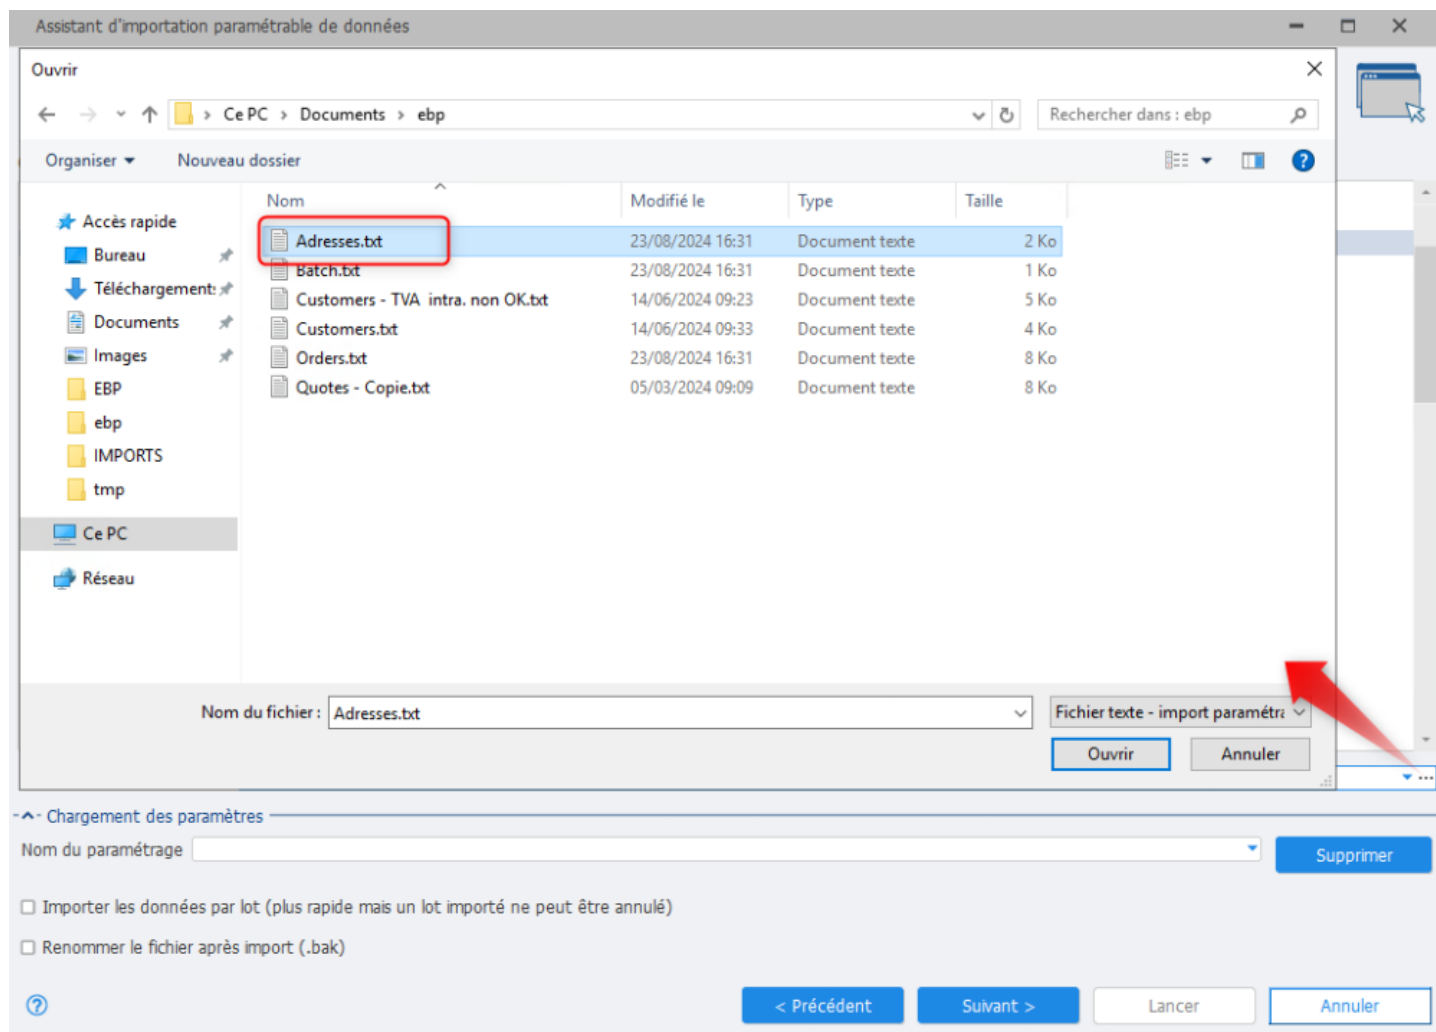 Assistant d'importation paramétrable de données
Ouvrir
Ce PC > Documents > ebp
Rechercher dans : ebp
Organiser Nouveau dossier
Nom Modifié le Type Taille
Accès rapide
Bureau
Téléchargement
Documents
Images
EBP
ebp
IMPORTS
tmp
Ce PC
Réseau
Adresses.txt 23/08/2024 16:31 Document texte 2 Ko
Batch.txt 23/08/2024 16:31 Document texte 1 Ko
Customers - TVA intra. non OK.txt 14/06/2024 09:23 Document texte 5 Ko
Customers.txt 14/06/2024 09:33 Document texte 4 Ko
Orders.txt 23/08/2024 16:31 Document texte 8 Ko
Quotes - Copie.txt 05/03/2024 09:09 Document texte 8 Ko
Nom du fichier : Adresses.txt
Fichier texte - import paramétra
Ouvrir Annuler
Chargement des paramètres
Nom du paramétrage
Supprimer
Importer les données par lot (plus rapide mais un lot importé ne peut être annulé)
Renommer le fichier après import (.bak)
< Précédent Suivant > Lancer Annuler